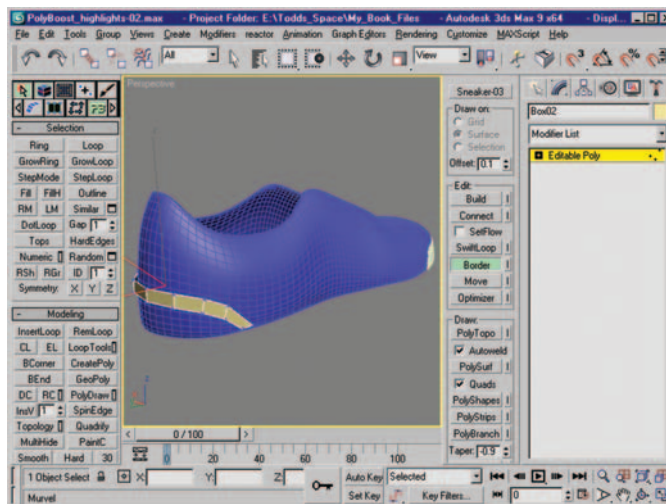 PolyBoost_highlights-02.max - Project Folder: E:\Todds_Space\My_Book_Files - Autodesk 3ds Max 9 x64 - Displ...
File Edit Tools Group Views Create Modifiers reactor Animation Graph Editors Rendering Customize MAXScript Help
All View
Perspective
Selection
Ring Loop
GrowRing GrowLoop
StepMode StepLoop
Fill FillH Outline
RM LM Similar
DotLoop Gap 1
Tops HardEdges
Numeric Random
RSh RGr ID 1
Symmetry: X Y Z
Modeling
InsertLoop RemLoop
CL EL LoopTools
BCorner CreatePoly
BEnd GeoPoly
DC RC PolyDraw
InsV 1 SpinEdge
Topology Quadrify
MultiHide PaintC
Smooth Hard 30
Sneaker-03
Draw on:
Grid
Surface
Selection
Offset: 0.1
Edit:
Build
Connect
SetFlow
SwiftLoop
Border
Move
Optimizer
Draw:
PolyTopo
Autoweld
PolySurf
Quads
PolyShapes
PolyStrips
PolyBranch
Taper: -0.9
Box02
Modifier List
Editable Poly
0 / 100
0 20 40 60 80 100
1 Object Select X: Y: Z: Auto Key Selected
Murvel Set Key Key Filters... 0